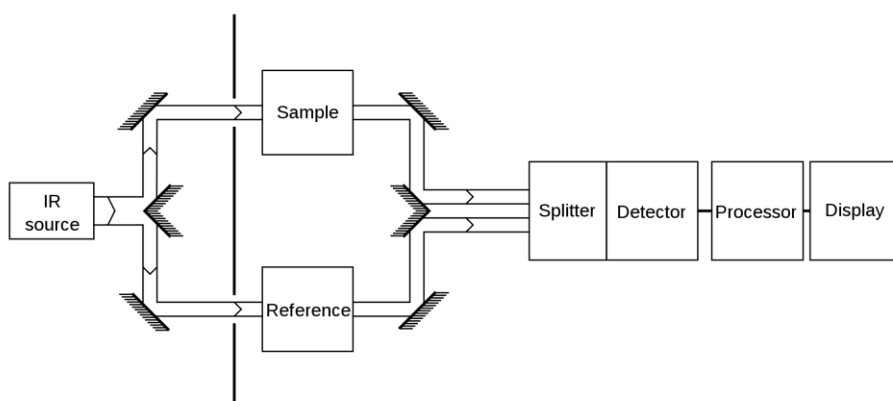 IR
source
Sample
Reference
Splitter
Detector
Processor
Display